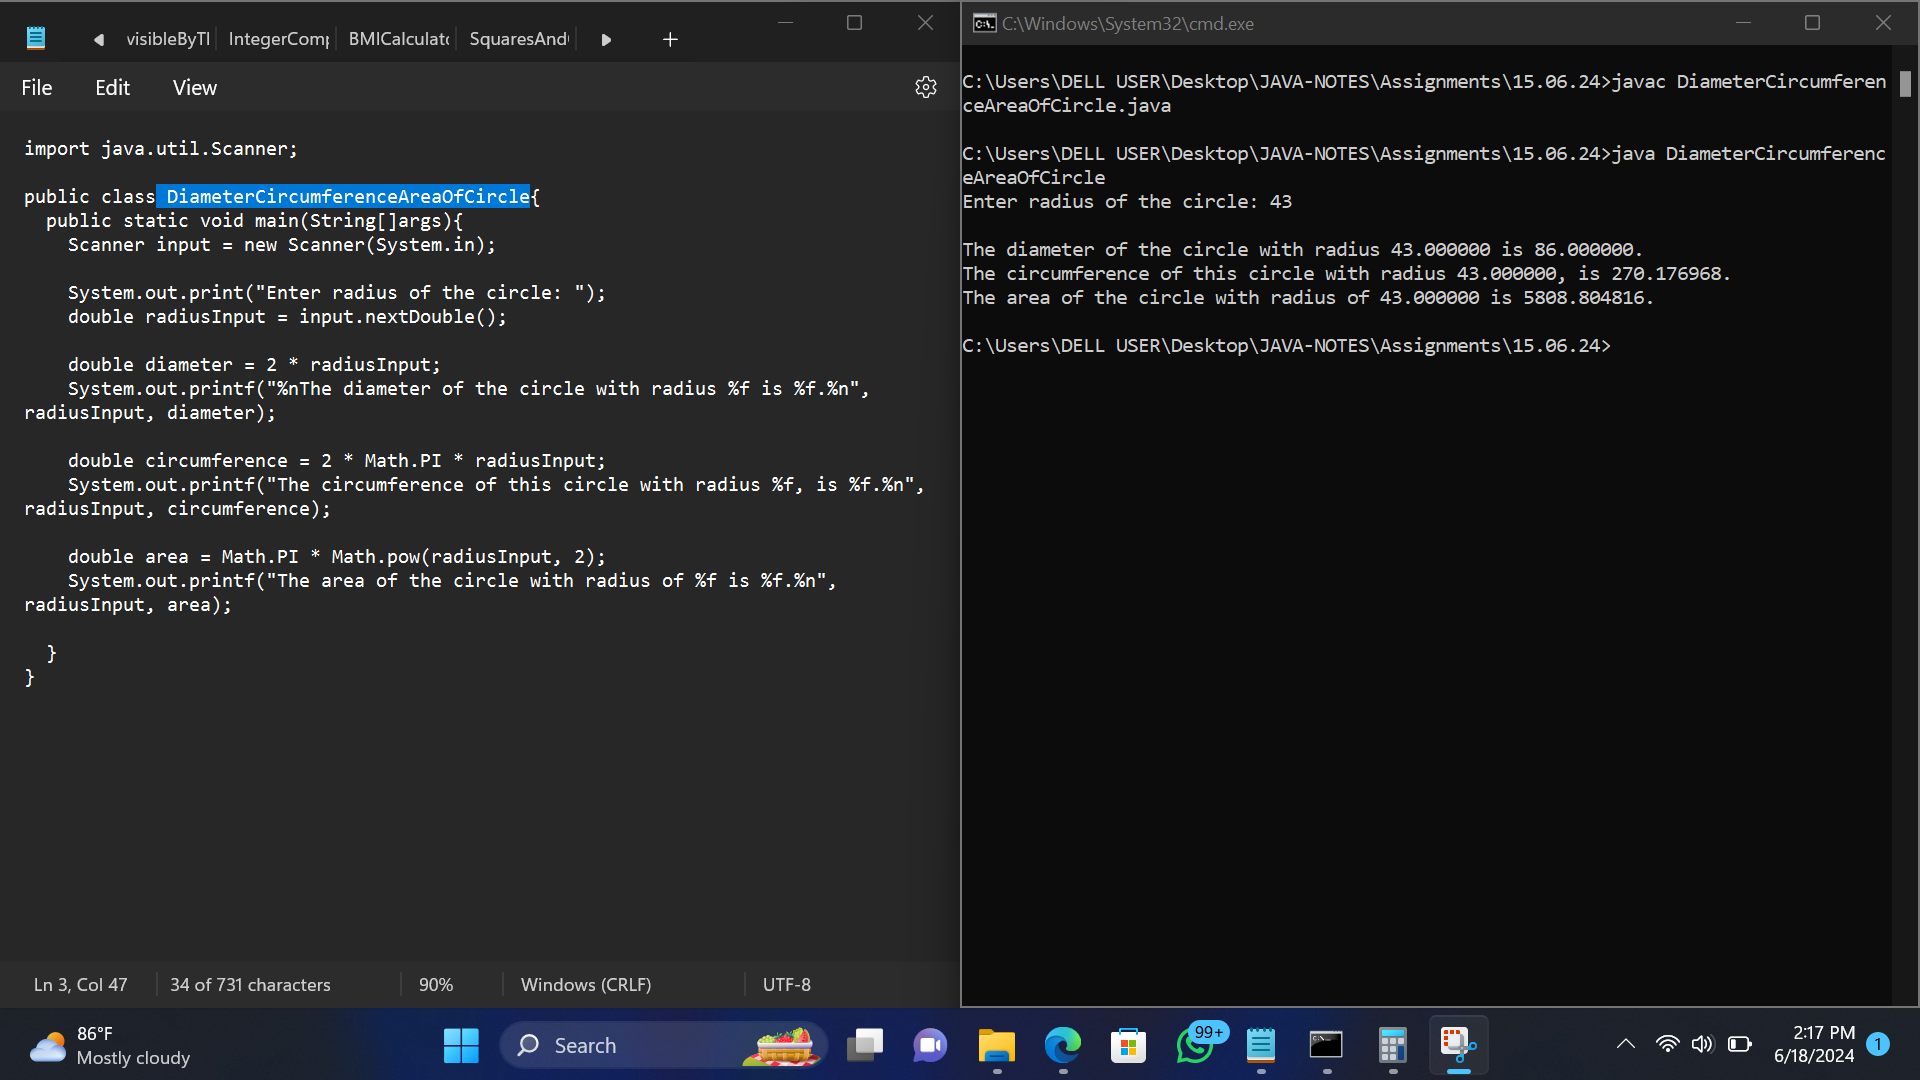 visibleByTl IntegerComp BMICalculato SquaresAnd
File Edit View
import java.util.Scanner;
public class DiameterCircumferenceAreaOfCircle{
public static void main(String[]args){
Scanner input = new Scanner(System.in);
System.out.print("Enter radius of the circle: ");
double radiusInput = input.nextDouble();
double diameter = 2 * radiusInput;
System.out.printf("%nThe diameter of the circle with radius %f is %f.%n",
radiusInput, diameter);
double circumference = 2 * Math.PI * radiusInput;
System.out.printf("The circumference of this circle with radius %f, is %f.%n",
radiusInput, circumference);
double area = Math.PI * Math.pow(radiusInput, 2);
System.out.printf("The area of the circle with radius of %f is %f.%n",
radiusInput, area);
}
}
Ln 3, Col 47 34 of 731 characters 90% Windows (CRLF) UTF-8
C:\Windows\System32\cmd.exe
C:\Users\DELL USER\Desktop\JAVA-NOTES\Assignments\15.06.24>javac DiameterCircumferen
ceAreaOfCircle.java
C:\Users\DELL USER\Desktop\JAVA-NOTES\Assignments\15.06.24>java DiameterCircumferenc
eAreaOfCircle
Enter radius of the circle: 43
The diameter of the circle with radius 43.000000 is 86.000000.
The circumference of this circle with radius 43.000000, is 270.176968.
The area of the circle with radius of 43.000000 is 5808.804816.
C:\Users\DELL USER\Desktop\JAVA-NOTES\Assignments\15.06.24>
86°F
Mostly cloudy
Search
99+
2:17 PM
6/18/2024
1